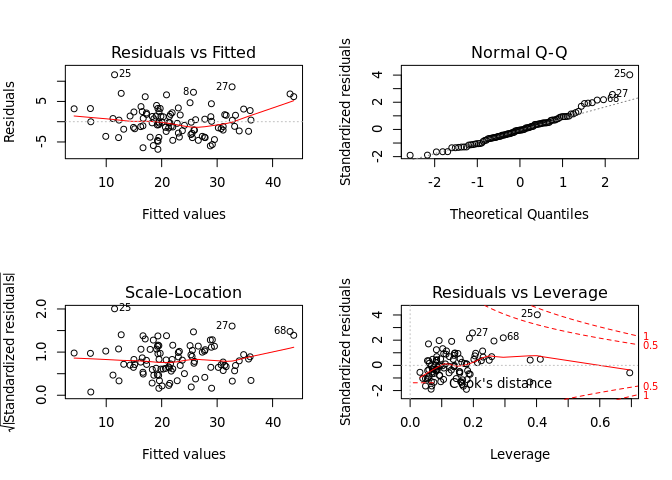 Residuals vs Fitted
Residuals
5
-5
25
8
27
10 20 30 40
Fitted values
Normal Q-Q
Standardized residuals
4
2
0
-2
25
27
68
-2 -1 0 1 2
Theoretical Quantiles
Scale-Location
√|Standardized residuals|
2.0
1.0
0.0
25
27
68
10 20 30 40
Fitted values
Residuals vs Leverage
Standardized residuals
4
2
0
-2
25
27
68
1
0.5
0.5
1
Cook's distance
0.0 0.2 0.4 0.6
Leverage